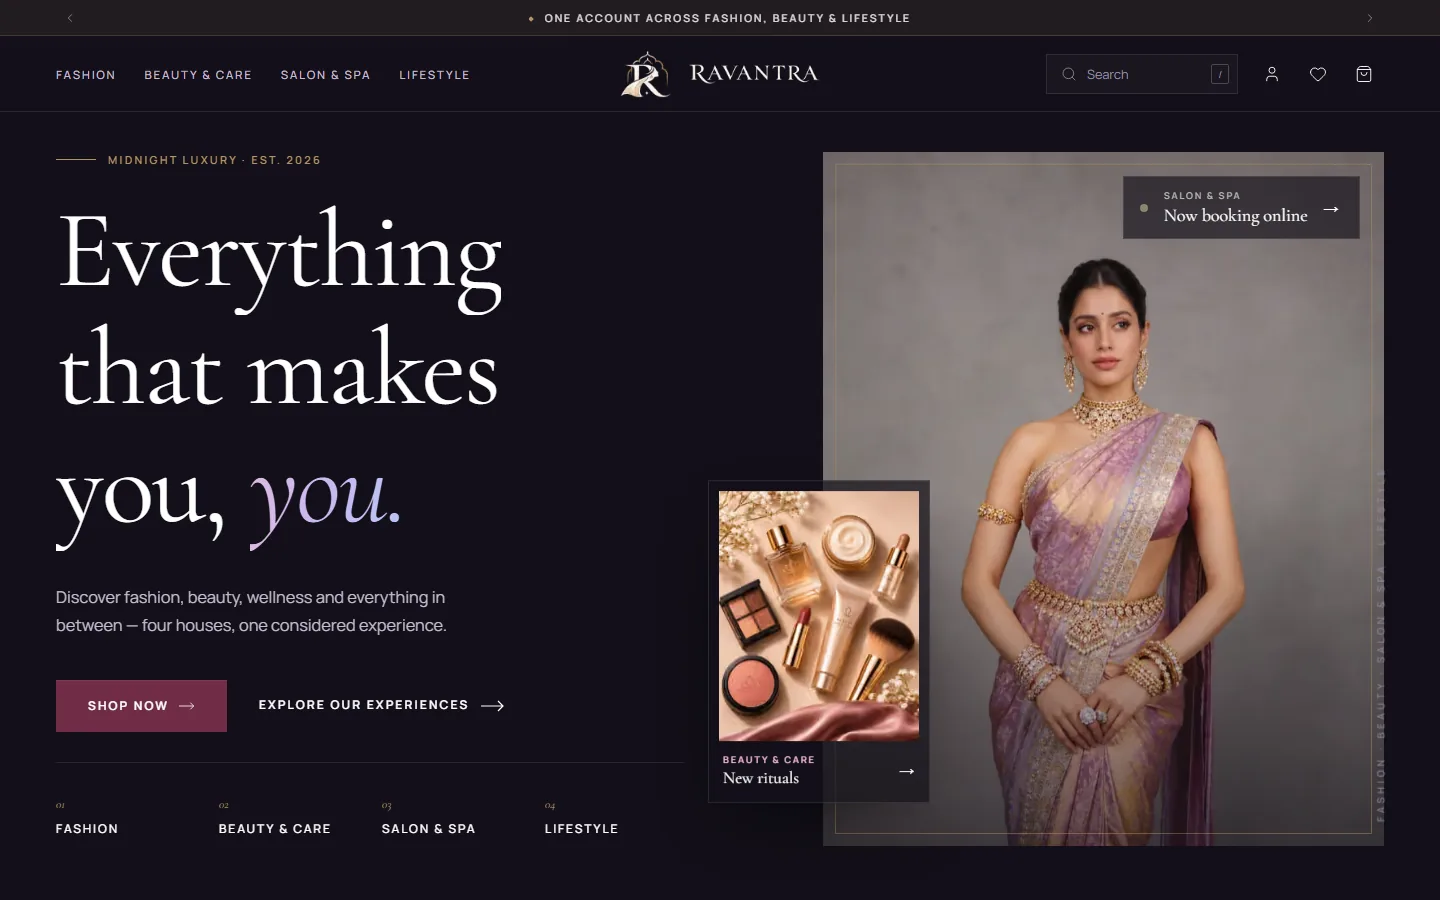 ONE ACCOUNT ACROSS FASHION, BEAUTY & LIFESTYLE
FASHION
BEAUTY & CARE
SALON & SPA
LIFESTYLE
R
RAVANTRA
Search
/
MIDNIGHT LUXURY · EST. 2026
Everything
that makes
you, you.
Discover fashion, beauty, wellness and everything in
between — four houses, one considered experience.
SHOP NOW
EXPLORE OUR EXPERIENCES
01
FASHION
02
BEAUTY & CARE
03
SALON & SPA
04
LIFESTYLE
SALON & SPA
Now booking online
BEAUTY & CARE
New rituals
FASHION · BEAUTY · SALON & SPA · LIFESTYLE